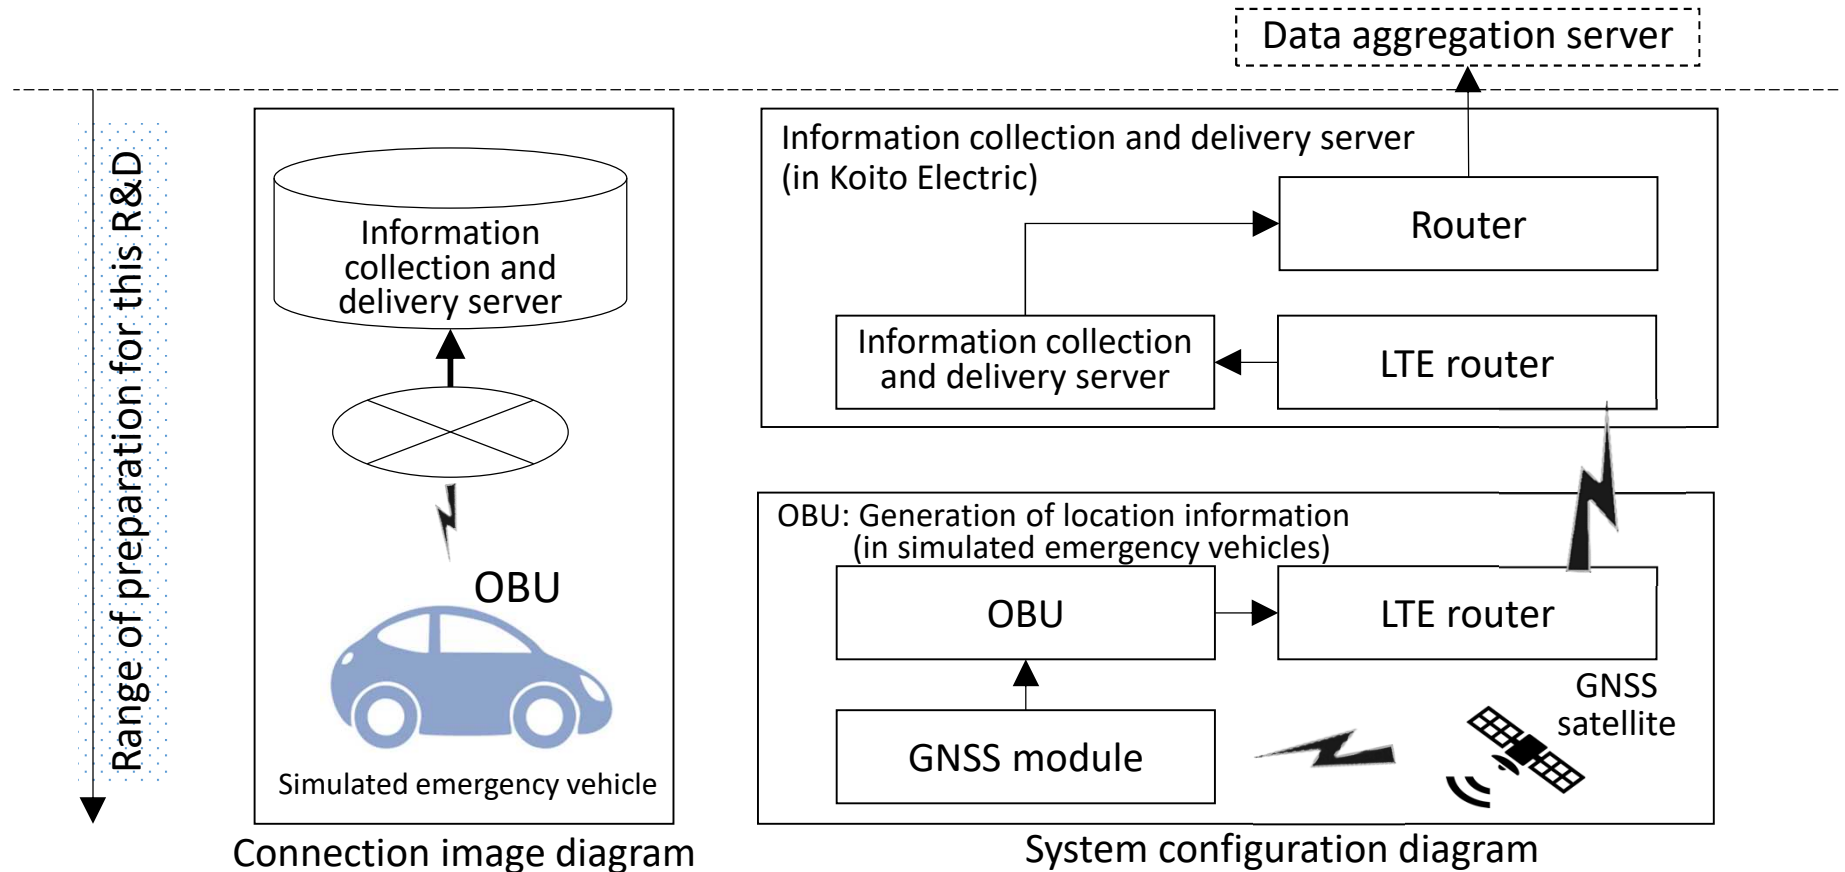 Data aggregation server
Range of preparation for this R&D
Information
collection and
delivery server
OBU
Simulated emergency vehicle
Connection image diagram
Information collection and delivery server
(in Koito Electric)
Router
Information collection
and delivery server
LTE router
OBU: Generation of location information
(in simulated emergency vehicles)
OBU
LTE router
GNSS module
GNSS
satellite
System configuration diagram